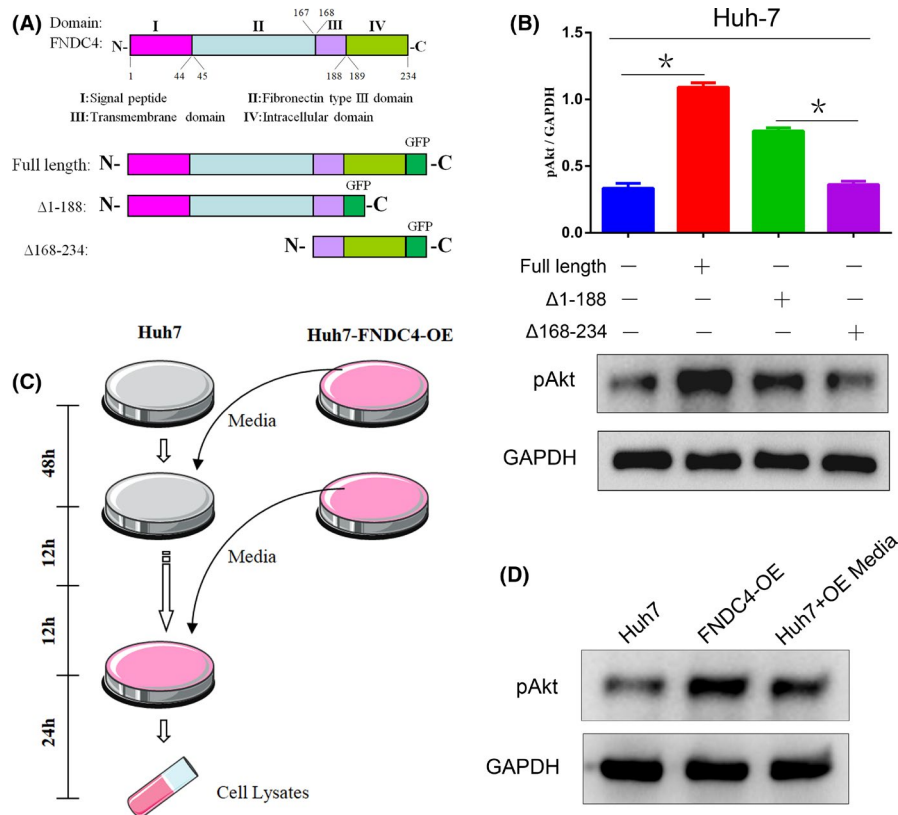 (A)
Domain: I II 167 168 III IV
FNDC4: N- -C
1 44 45 188 189 234
I:Signal peptide II:Fibronectin type III domain
III:Transmembrane domain IV:Intracellular domain
GFP
Full length: N- -C
GFP
Δ1-188: N- -C
GFP
Δ168-234: N- -C
(B)
Huh-7
pAkt / GAPDH
1.5
1.0
0.5
0.0
* *
Full length — + — —
Δ1-188 — — + —
Δ168-234 — — — +
pAkt
GAPDH
(C)
Huh7 Huh7-FNDC4-OE
Media
Media
48h
12h
12h
24h
Cell Lysates
(D)
Huh7 FNDC4-OE Huh7+OE Media
pAkt
GAPDH